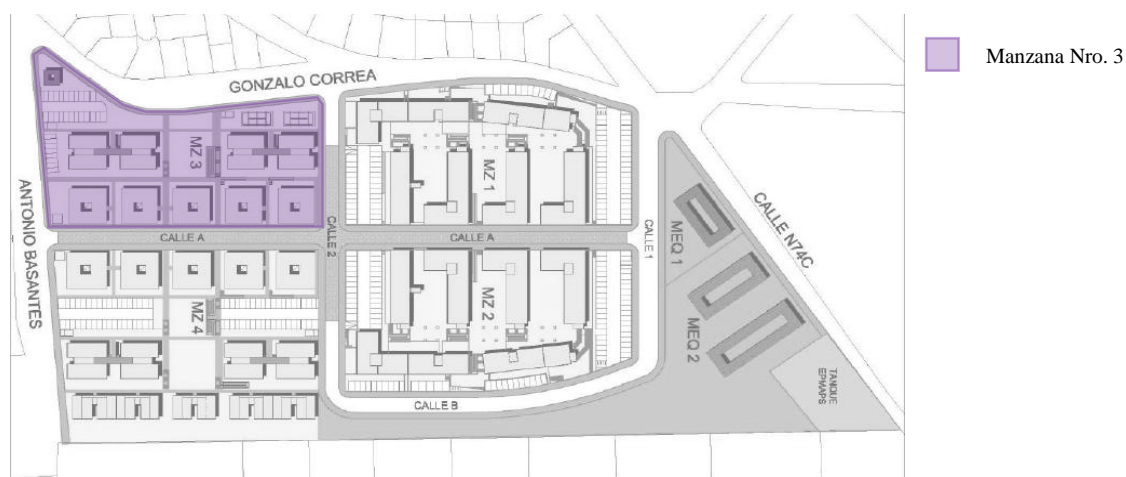 Manzana Nro. 3
GONZALO CORREA
MZ 3
MZ 1
ANTONIO BASANTES
CALLE A
CALLE 2
CALLE A
CALLE 1
MEQ 1
CALLE N74C
MZ 4
MZ 2
MEQ 2
CALLE B
TANQUE
EPMAPS